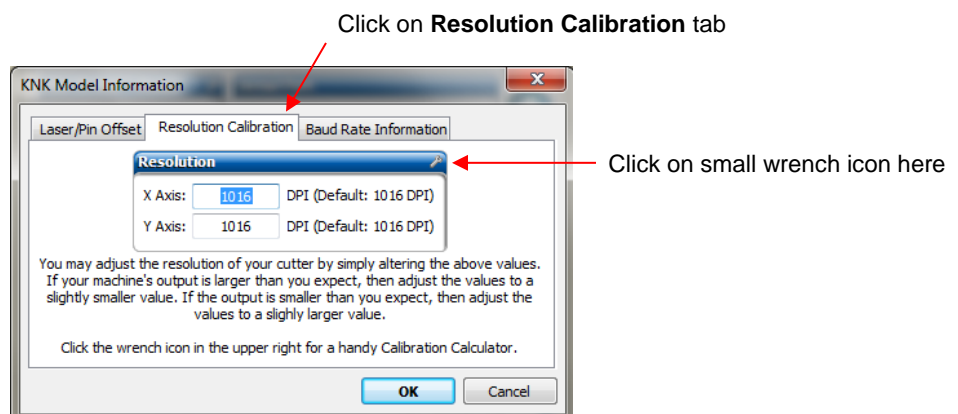 Click on Resolution Calibration tab
KNK Model Information
Laser/Pin Offset Resolution Calibration Baud Rate Information
Resolution
X Axis: 1016 DPI (Default: 1016 DPI)
Click on small wrench icon here
Y Axis: 1016 DPI (Default: 1016 DPI)
You may adjust the resolution of your cutter by simply altering the above values.
If your machine's output is larger than you expect, then adjust the values to a
slightly smaller value. If the output is smaller than you expect, then adjust the
values to a slighly larger value.
Click the wrench icon in the upper right for a handy Calibration Calculator.
OK Cancel